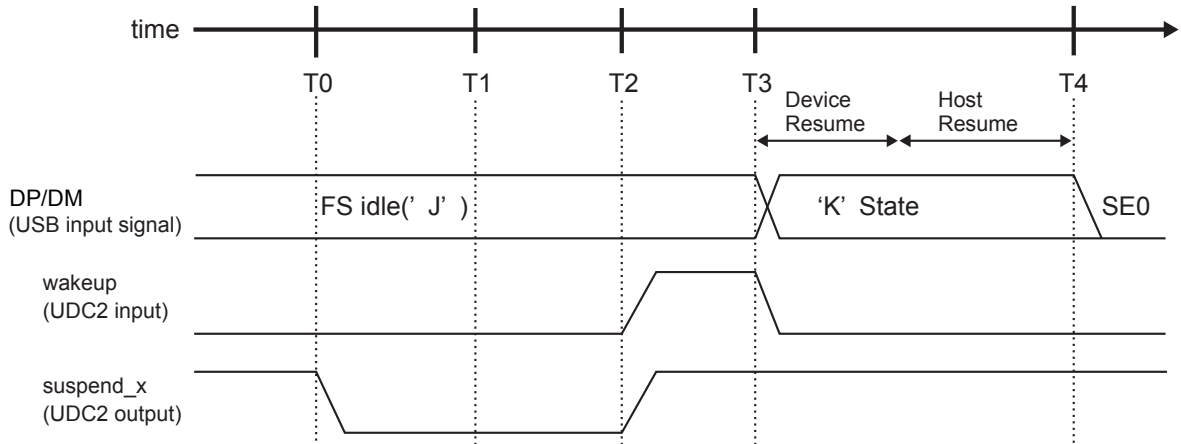 time
T0 T1 T2 T3 T4
Device
Resume
Host
Resume
DP/DM
(USB input signal)
FS idle(’ J’ )
‘K’ State
SE0
wakeup
(UDC2 input)
suspend_x
(UDC2 output)